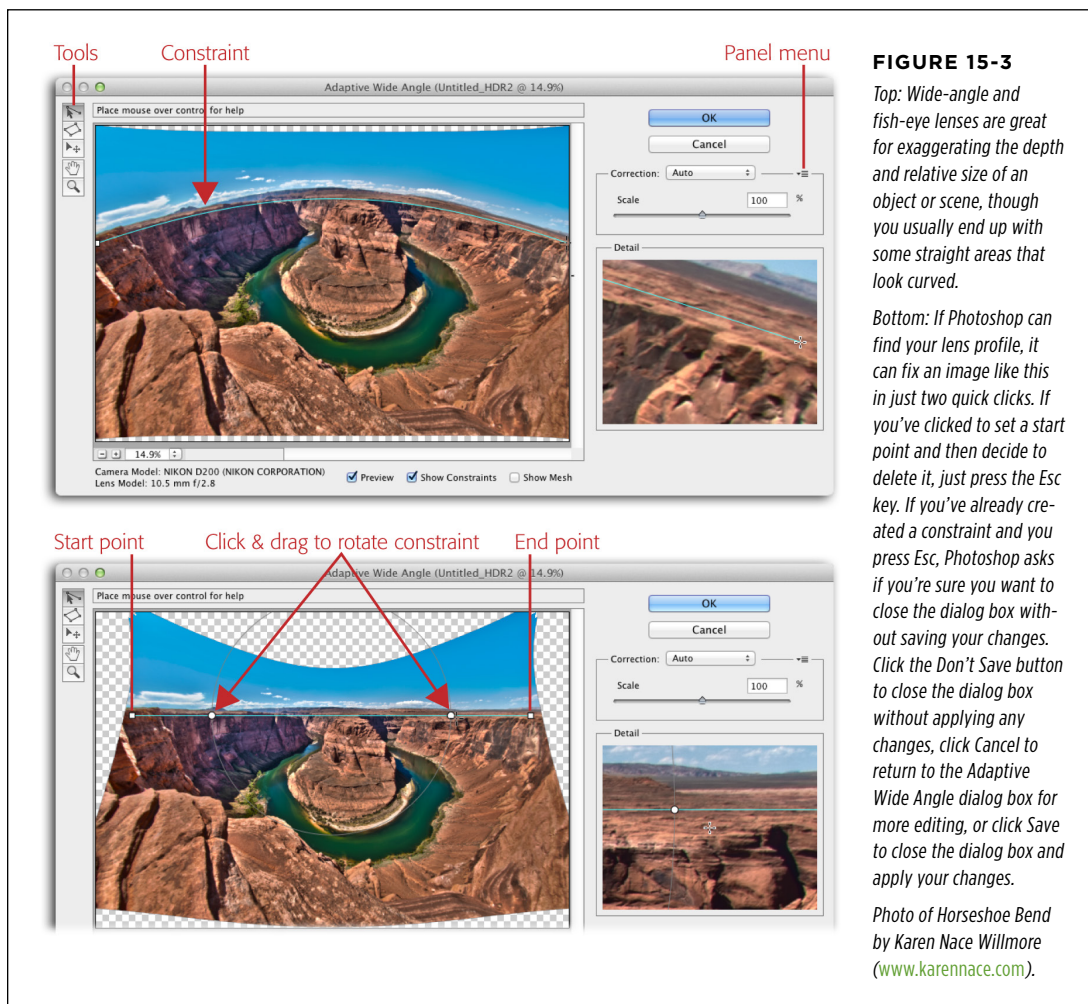 Tools
Constraint
Panel menu
Adaptive Wide Angle (Untitled_HDR2 @ 14.9%)
Place mouse over control for help
OK
Cancel
Correction: Auto
Scale 100 %
Detail
14.9%
Camera Model: NIKON D200 (NIKON CORPORATION)
Lens Model: 10.5 mm f/2.8
Preview
Show Constraints
Show Mesh
Start point
Click & drag to rotate constraint
End point
Adaptive Wide Angle (Untitled_HDR2 @ 14.9%)
Place mouse over control for help
OK
Cancel
Correction: Auto
Scale 100 %
Detail
FIGURE 15-3
Top: Wide-angle and
fish-eye lenses are great
for exaggerating the depth
and relative size of an
object or scene, though
you usually end up with
some straight areas that
look curved.
Bottom: If Photoshop can
find your lens profile, it
can fix an image like this
in just two quick clicks. If
you've clicked to set a start
point and then decide to
delete it, just press the Esc
key. If you've already cre-
ated a constraint and you
press Esc, Photoshop asks
if you're sure you want to
close the dialog box with-
out saving your changes.
Click the Don't Save button
to close the dialog box
without applying any
changes, click Cancel to
return to the Adaptive
Wide Angle dialog box for
more editing, or click Save
to close the dialog box and
apply your changes.
Photo of Horseshoe Bend
by Karen Nace Willmore
(www.karennace.com).